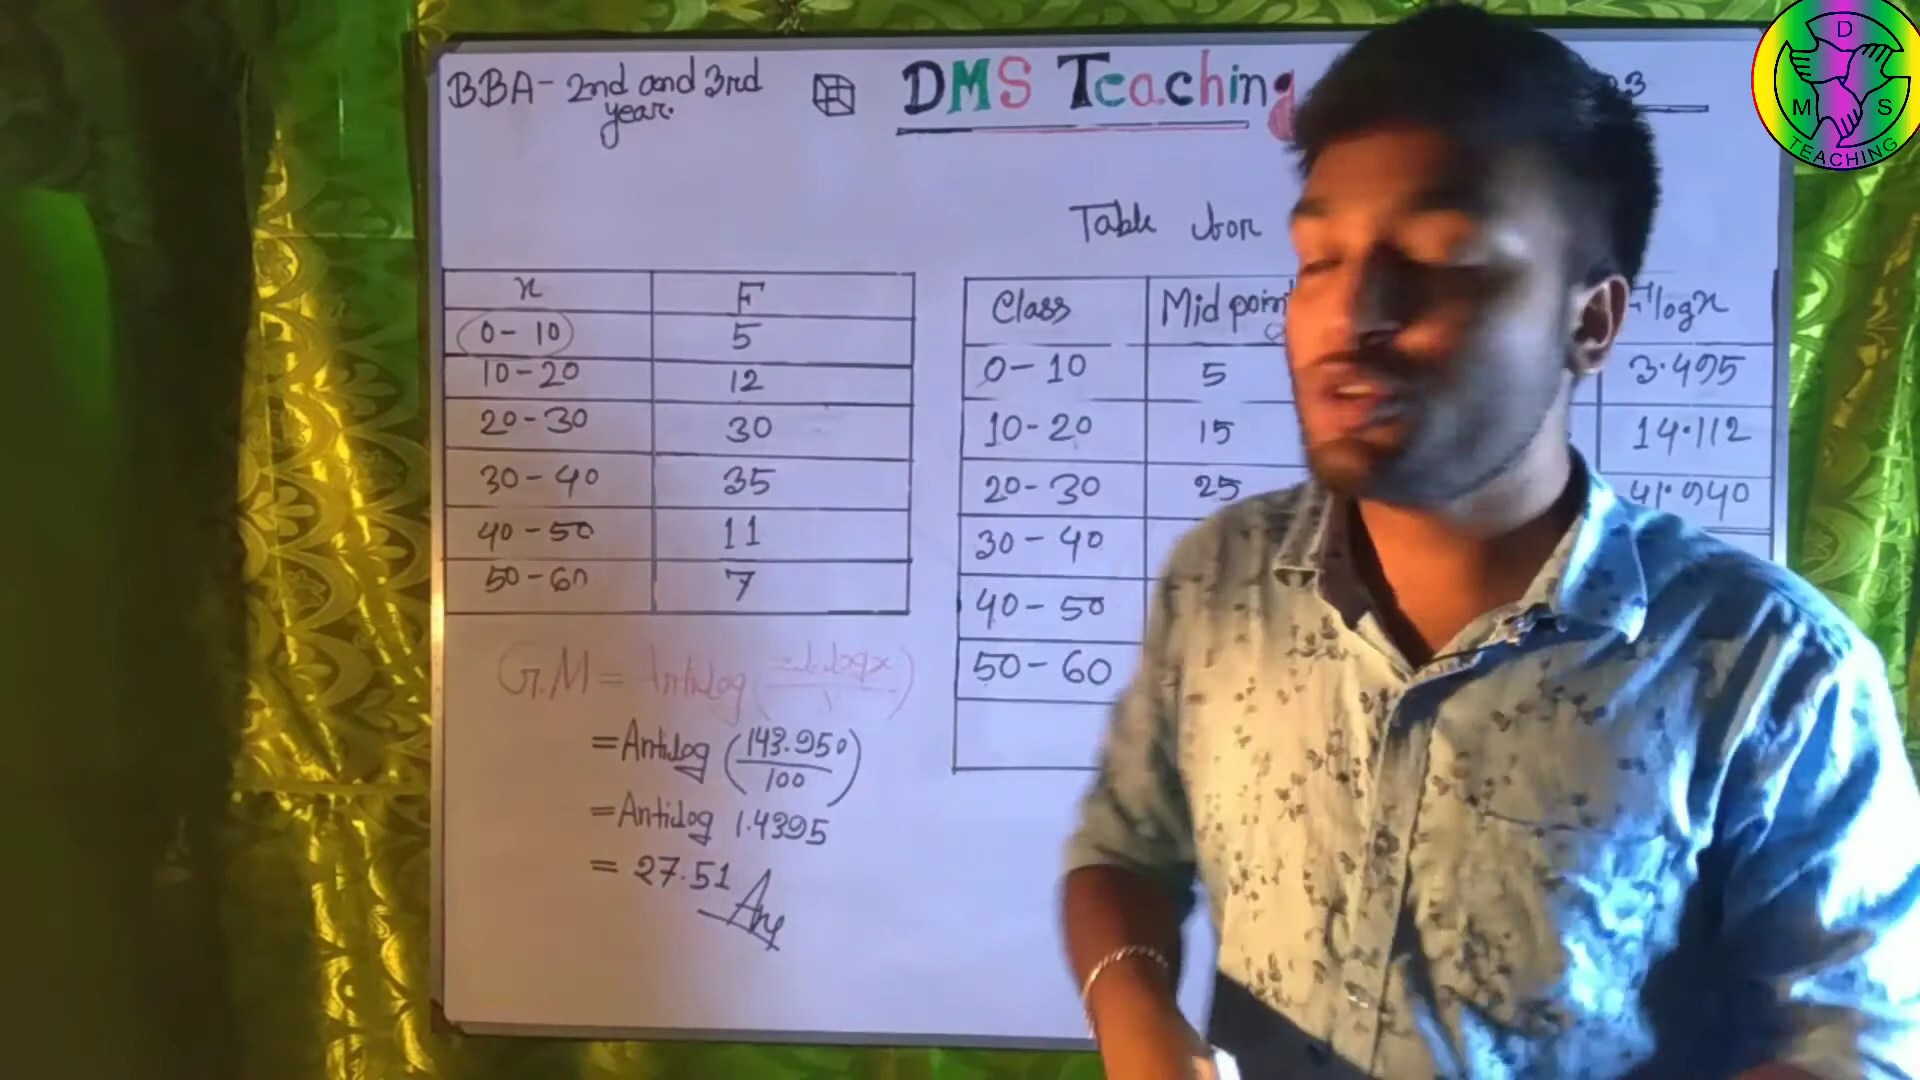 BBA - 2nd and 3rd
year.
DMS Teaching
3
D
M S
TEACHING
Table for
x F
0-10 5
10-20 12
20-30 30
30-40 35
40-50 11
50-60 7
Class Mid point F logx
0-10 5 3.495
10-20 15 14.112
20-30 25 41.940
30-40
40-50
50-60
G.M = Antilog
= Antilog (143.950/100)
= Antilog 1.4395
= 27.51 Ans